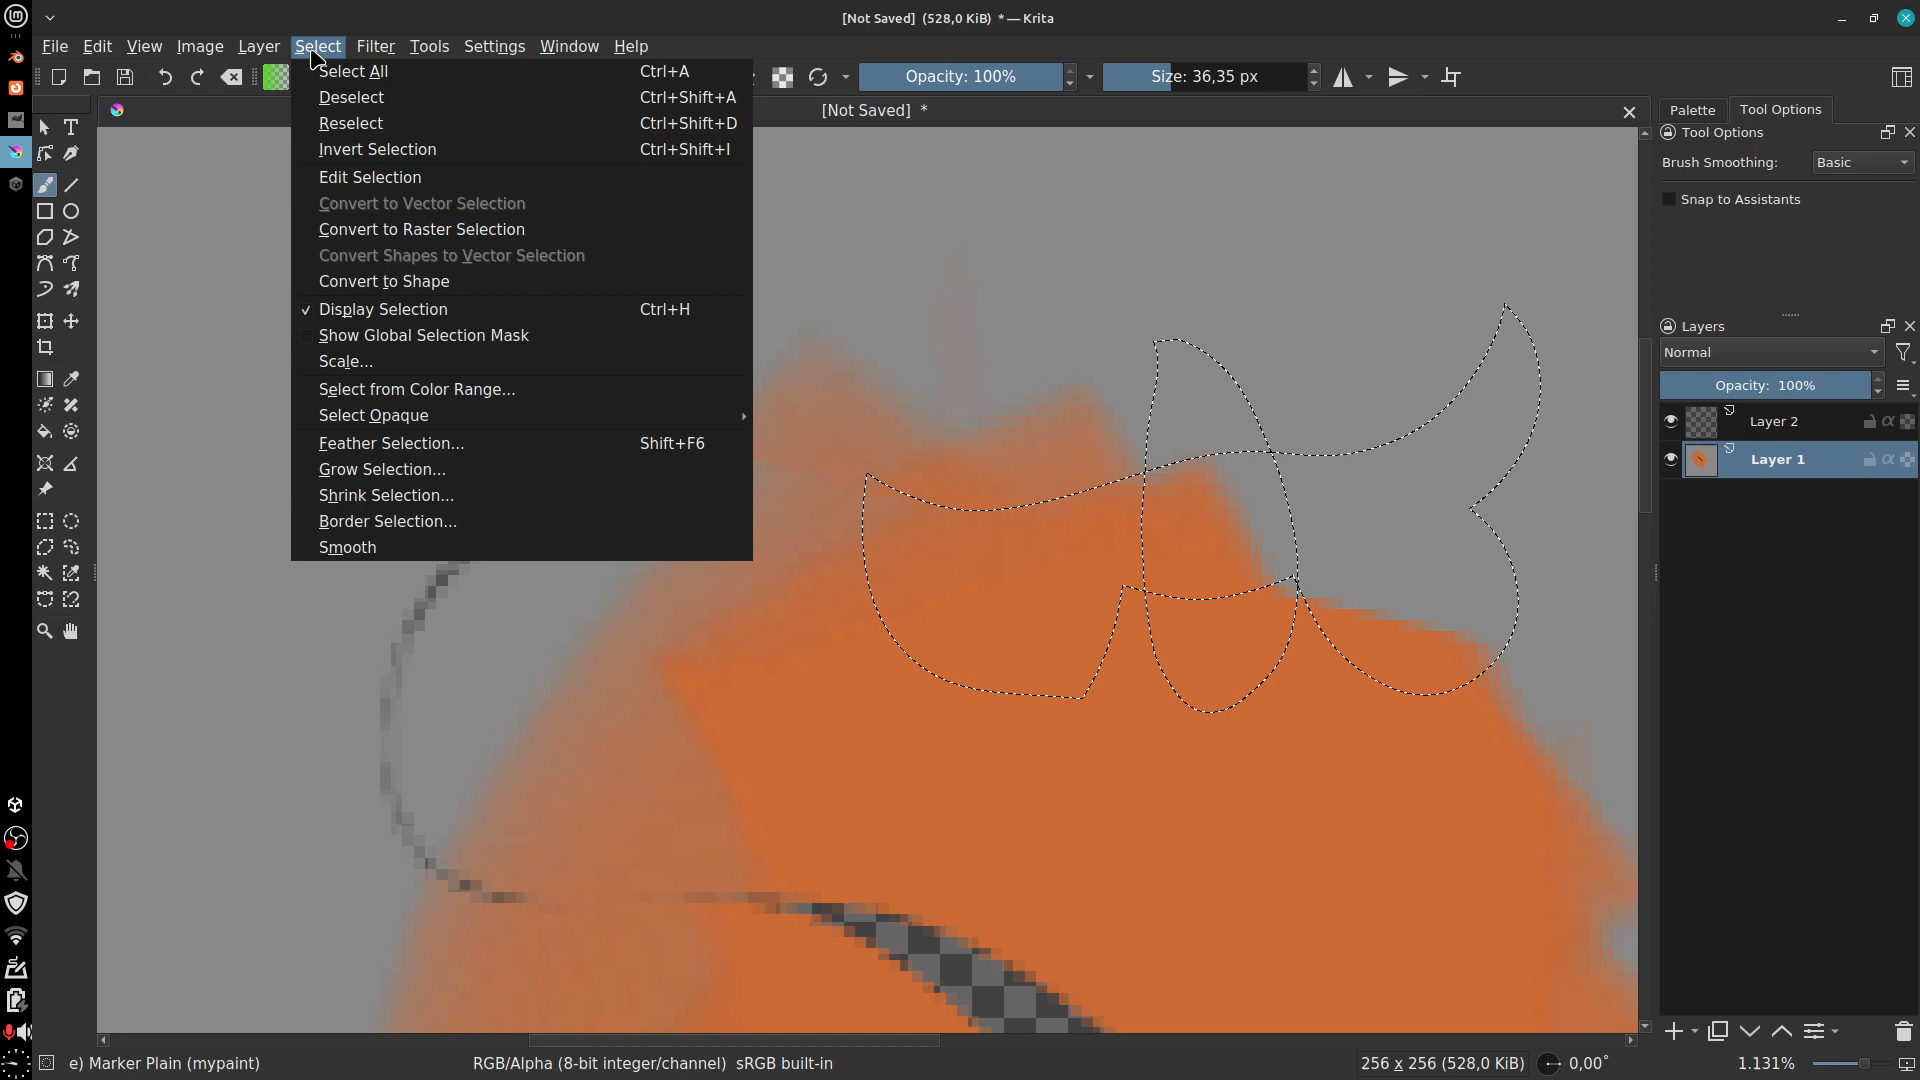 [Not Saved] (528,0 KiB) * — Krita
File Edit View Image Layer Select Filter Tools Settings Window Help
Opacity: 100%
Size: 36,35 px
[Not Saved] *
Select All Ctrl+A
Deselect Ctrl+Shift+A
Reselect Ctrl+Shift+D
Invert Selection Ctrl+Shift+I
Edit Selection
Convert to Vector Selection
Convert to Raster Selection
Convert Shapes to Vector Selection
Convert to Shape
Display Selection Ctrl+H
Show Global Selection Mask
Scale...
Select from Color Range...
Select Opaque
Feather Selection... Shift+F6
Grow Selection...
Shrink Selection...
Border Selection...
Smooth
Palette Tool Options
Tool Options
Brush Smoothing: Basic
Snap to Assistants
Layers
Normal
Opacity: 100%
Layer 2
Layer 1
e) Marker Plain (mypaint)
RGB/Alpha (8-bit integer/channel) sRGB built-in
256 x 256 (528,0 KiB)
0,00°
1.131%